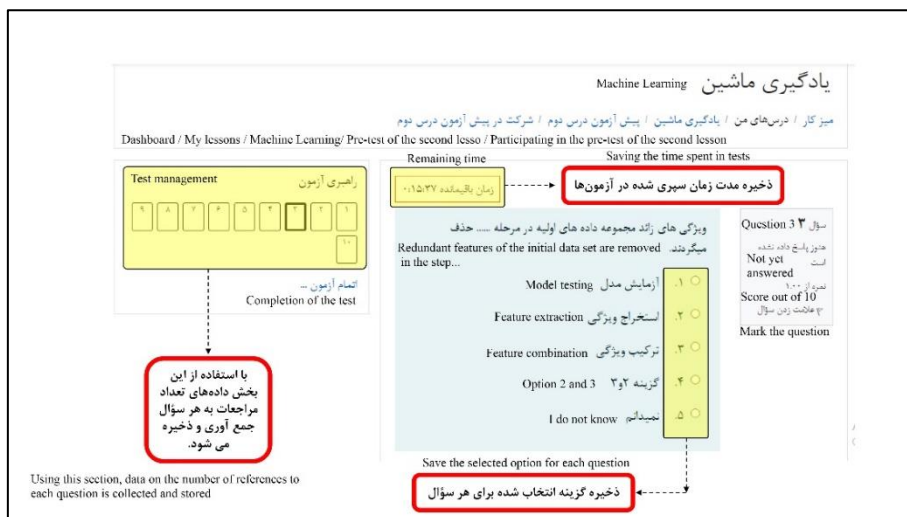 یادگیری ماشین Machine Learning
میز کار / درس‌های من / یادگیری ماشین / پیش آزمون درس دوم / شرکت در پیش آزمون درس دوم
Dashboard / My lessons / Machine Learning/ Pre-test of the second lesso / Participating in the pre-test of the second lesson
Remaining time
Saving the time spent in tests
زمان باقیمانده ۰:۱۵:۳۷
ذخیره مدت زمان سپری شده در آزمون‌ها
Test management راهبری آزمون
۱ ۲ ۳ ۴ ۵ ۶ ۷ ۸ ۹
۱۰
اتمام آزمون ...
Completion of the test
Question 3 سؤال ۳
هنوز پاسخ داده نشده
است
Not yet
answered
نمره از ۱.۰۰
Score out of 10
علامت زدن سؤال
Mark the question
ویژگی های زائد مجموعه داده های اولیه در مرحله ..... حذف
میگردند. Redundant features of the initial data set are removed
in the step...
۱. آزمایش مدل Model testing
۲. استخراج ویژگی Feature extraction
۳. ترکیب ویژگی Feature combination
۴. گزینه ۲و۳ Option 2 and 3
۵. نمیدانم I do not know
با استفاده از این
بخش داده‌های تعداد
مراجعات به هر سؤال
جمع آوری و ذخیره
می شود.
Using this section, data on the number of references to
each question is collected and stored
Save the selected option for each question
ذخیره گزینه انتخاب شده برای هر سؤال